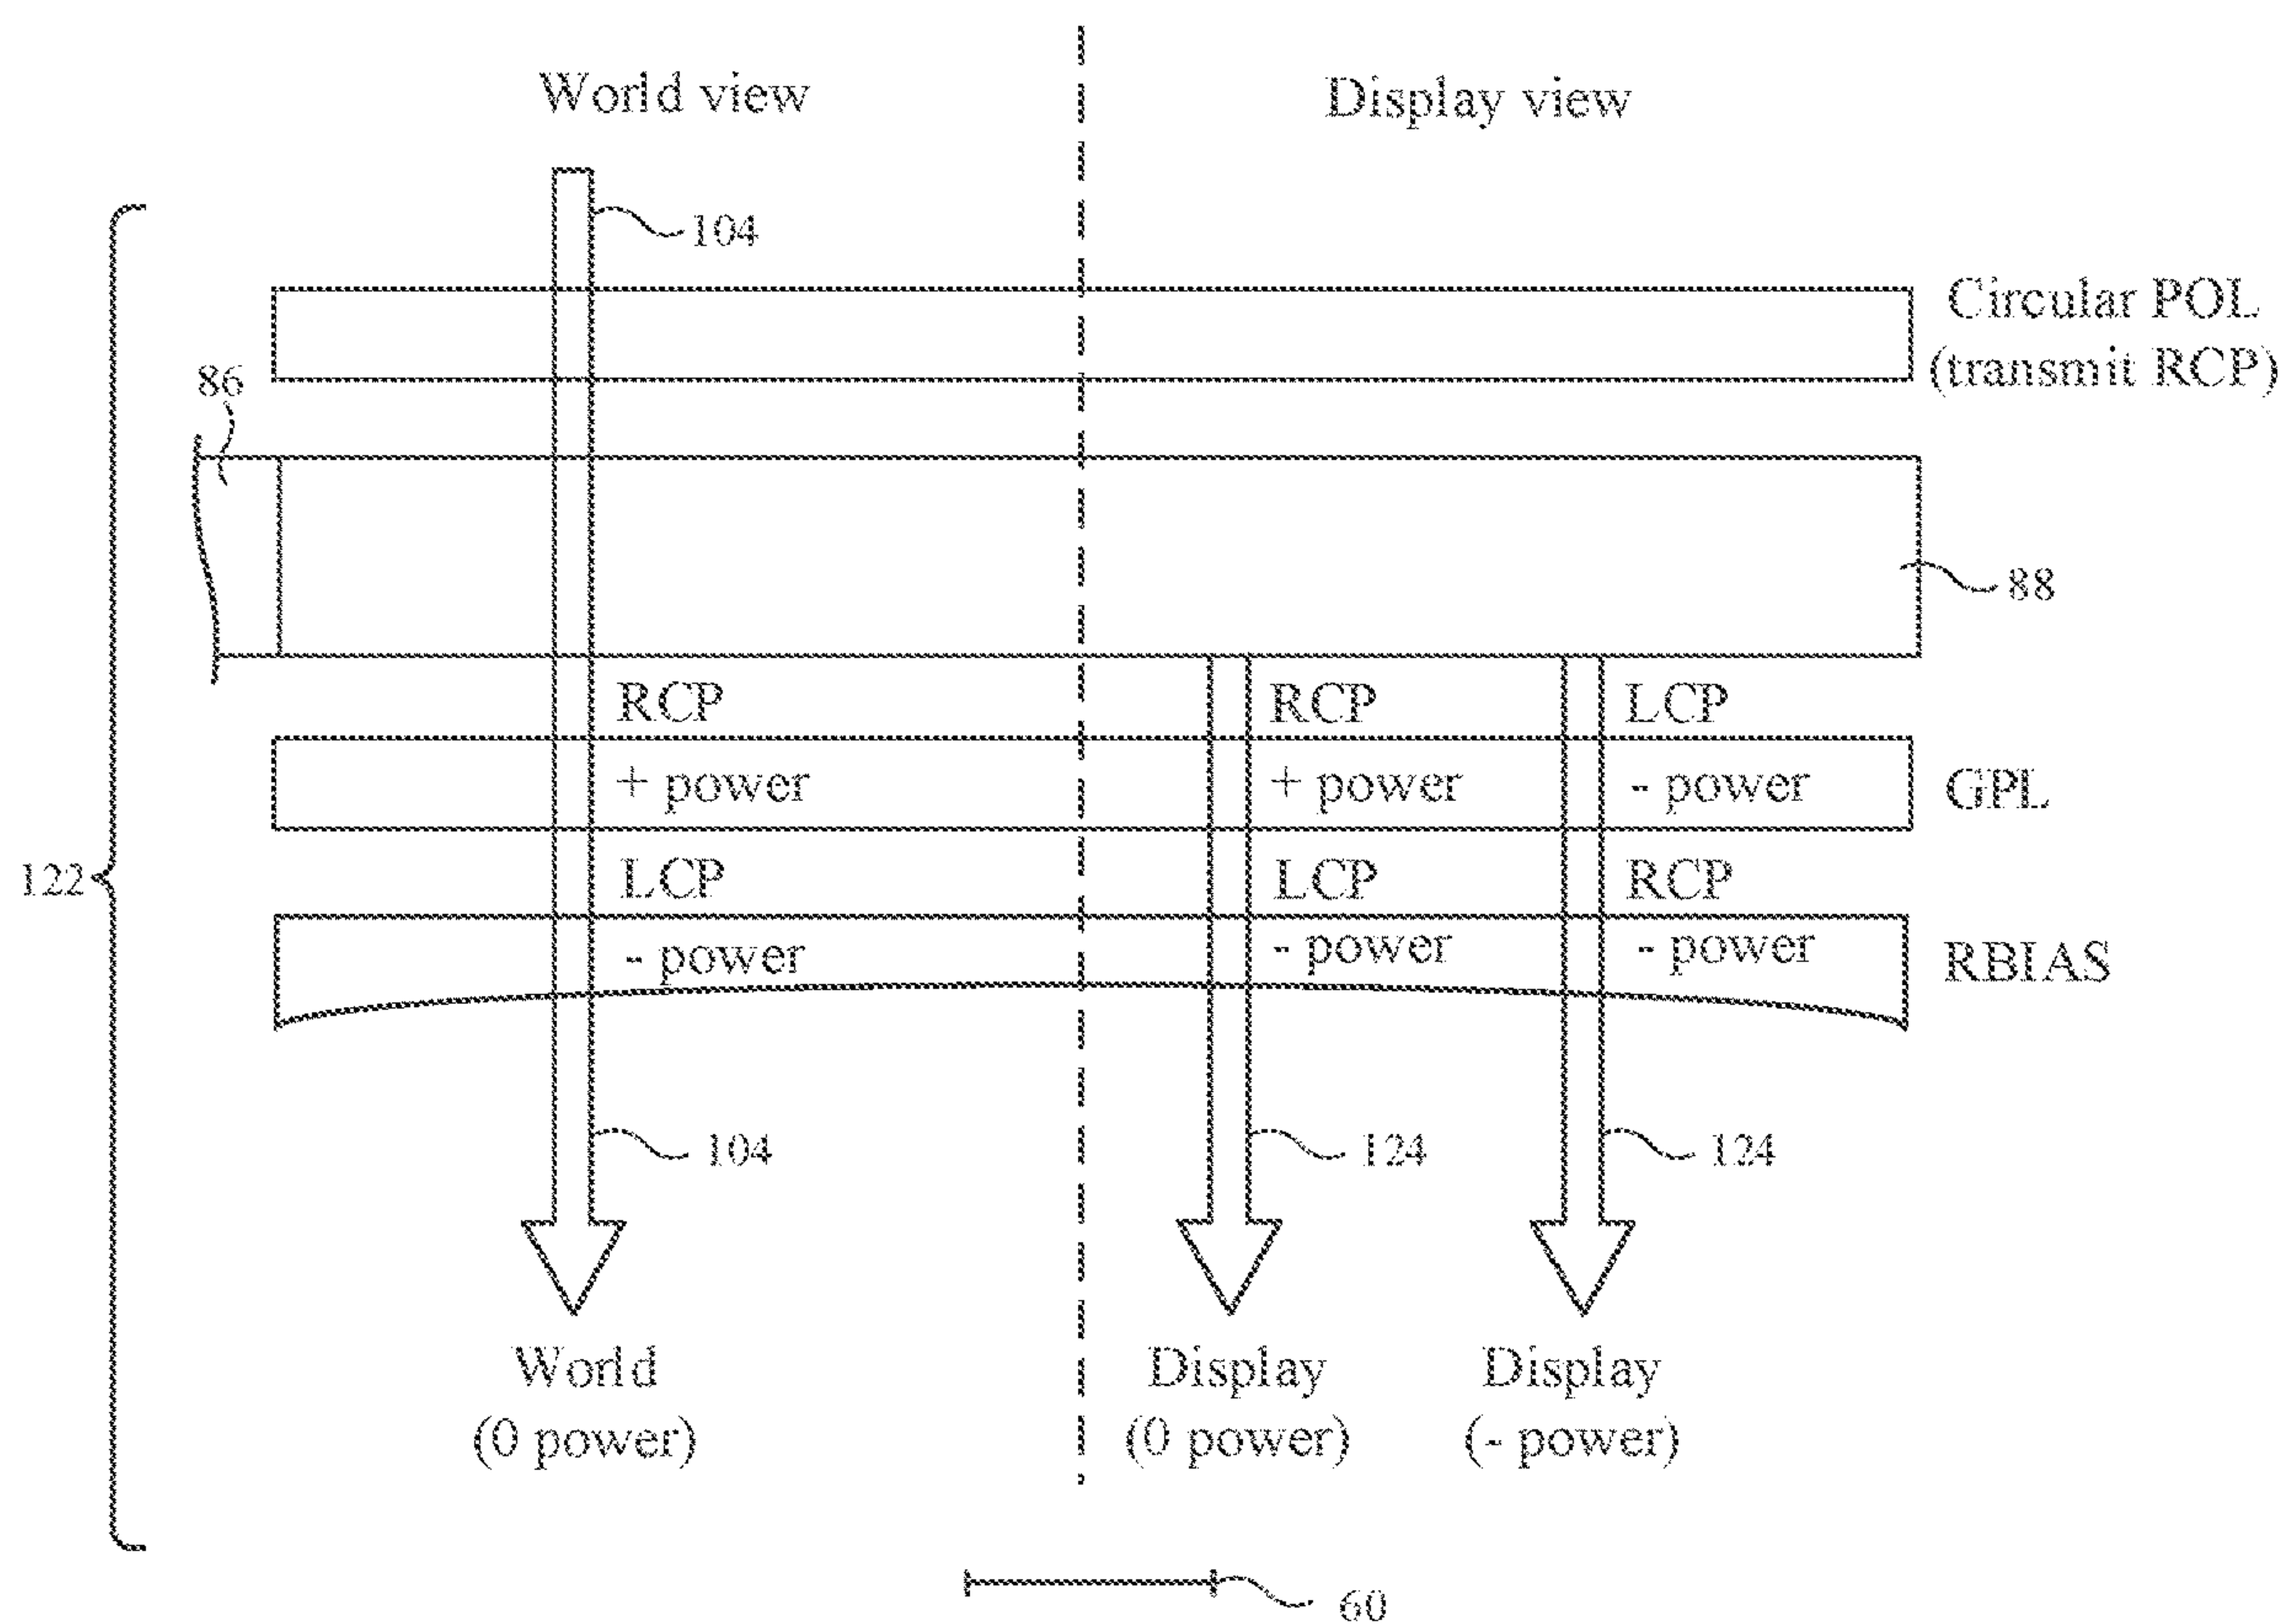 World view
Display view
104
Circular POL
(transmit RCP)
86
88
RCP
RCP
LCP
+ power
+ power
- power
GPL
122
LCP
LCP
RCP
- power
- power
- power
RBIAS
104
124
124
World
(0 power)
Display
(0 power)
Display
(- power)
60